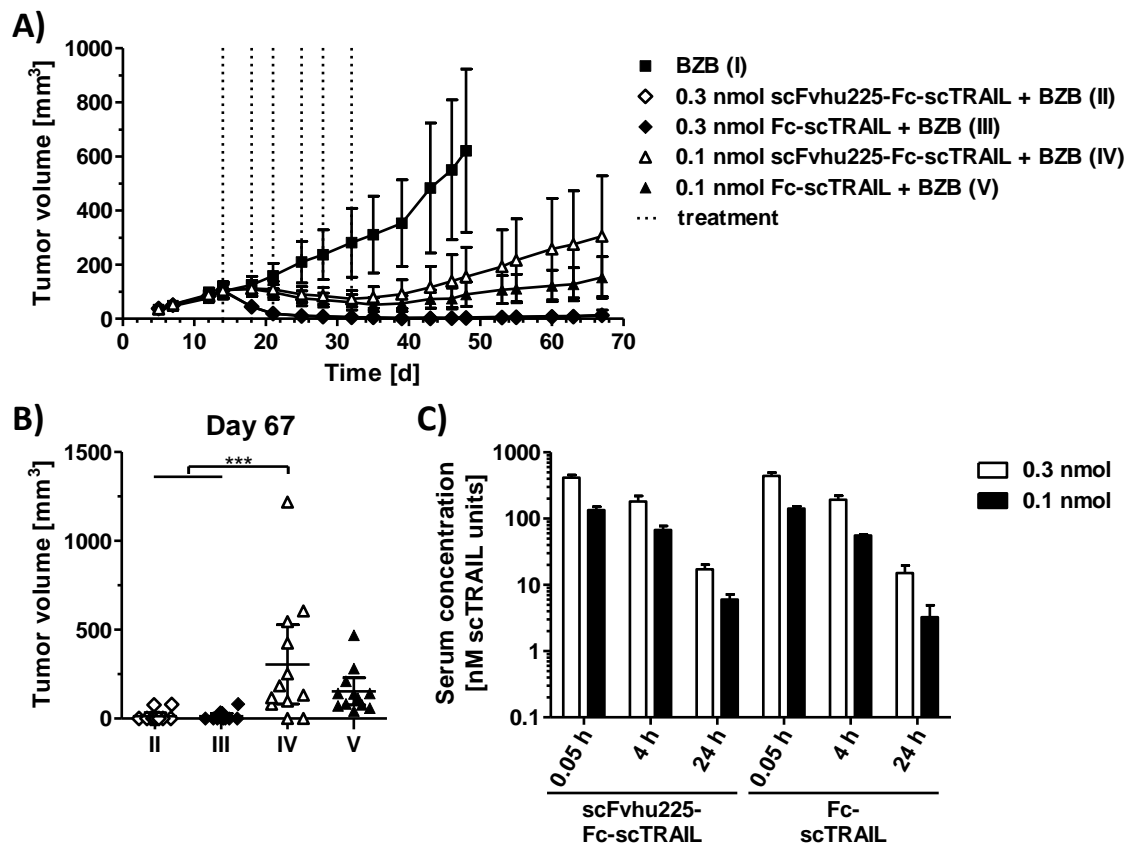 A)
Tumor volume [mm³]
1000
800
600
400
200
0
0 10 20 30 40 50 60 70
Time [d]
BZB (I)
0.3 nmol scFvhu225-Fc-scTRAIL + BZB (II)
0.3 nmol Fc-scTRAIL + BZB (III)
0.1 nmol scFvhu225-Fc-scTRAIL + BZB (IV)
0.1 nmol Fc-scTRAIL + BZB (V)
treatment
B)
Day 67
***
Tumor volume [mm³]
1500
1000
500
0
II III IV V
C)
Serum concentration
[nM scTRAIL units]
1000
100
10
1
0.1
0.05 h 4 h 24 h 0.05 h 4 h 24 h
scFvhu225-
Fc-scTRAIL
Fc-
scTRAIL
0.3 nmol
0.1 nmol